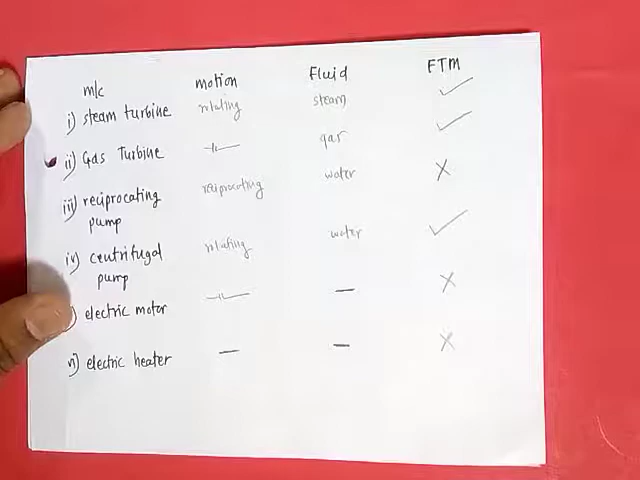 m/c motion Fluid FTM
i) steam turbine rotating steam ✓
ii) Gas Turbine –〃– gas ✓
iii) reciprocating reciprocating water ×
pump
iv) centrifugal rotating water ✓
pump
) electric motor –〃– — ×
vi) electric heater — — ×